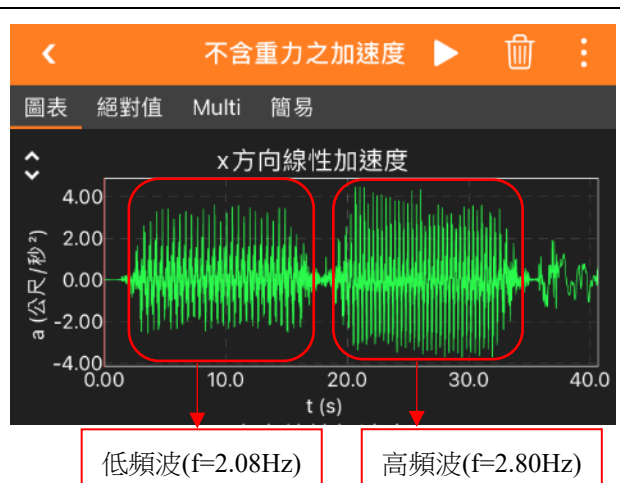 不含重力之加速度
圖表 絕對值 Multi 簡易
x方向線性加速度
a (公尺/秒²)
4.00
2.00
0.00
-2.00
-4.00
0.00 10.0 20.0 30.0 40.0
t (s)
低頻波(f=2.08Hz) 高頻波(f=2.80Hz)